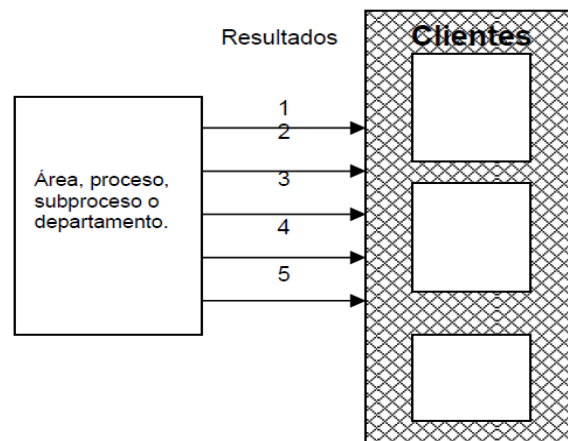 Resultados
Clientes
1
2
3
4
5
Área, proceso,
subproceso o
departamento.